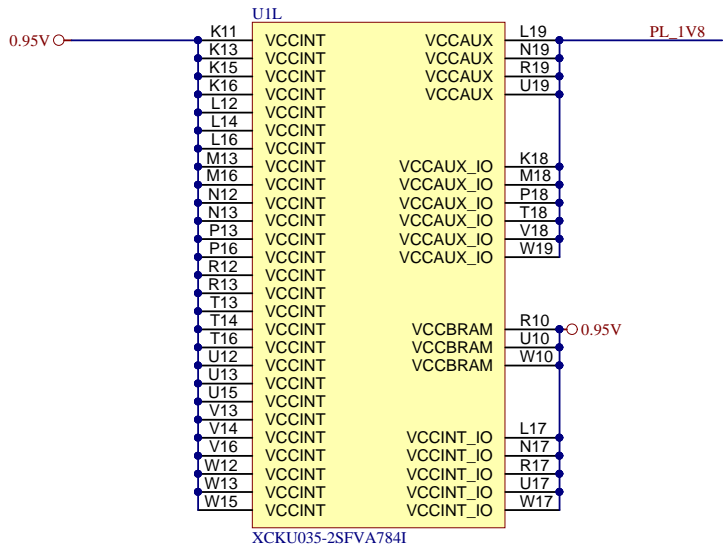 U1L
0.95V K11 VCCINT VCCAUX L19 PL_1V8
K13 VCCINT VCCAUX N19
K15 VCCINT VCCAUX R19
K16 VCCINT VCCAUX U19
L12 VCCINT
L14 VCCINT
L16 VCCINT
M13 VCCINT VCCAUX_IO K18
M16 VCCINT VCCAUX_IO M18
N12 VCCINT VCCAUX_IO P18
N13 VCCINT VCCAUX_IO T18
P13 VCCINT VCCAUX_IO V18
P16 VCCINT VCCAUX_IO W19
R12 VCCINT
R13 VCCINT
T13 VCCINT
T14 VCCINT VCCBRAM R10 0.95V
T16 VCCINT VCCBRAM U10
U12 VCCINT VCCBRAM W10
U13 VCCINT
U15 VCCINT
V13 VCCINT
V14 VCCINT VCCINT_IO L17
V16 VCCINT VCCINT_IO N17
W12 VCCINT VCCINT_IO R17
W13 VCCINT VCCINT_IO U17
W15 VCCINT VCCINT_IO W17
XCKU035-2SFVA784I